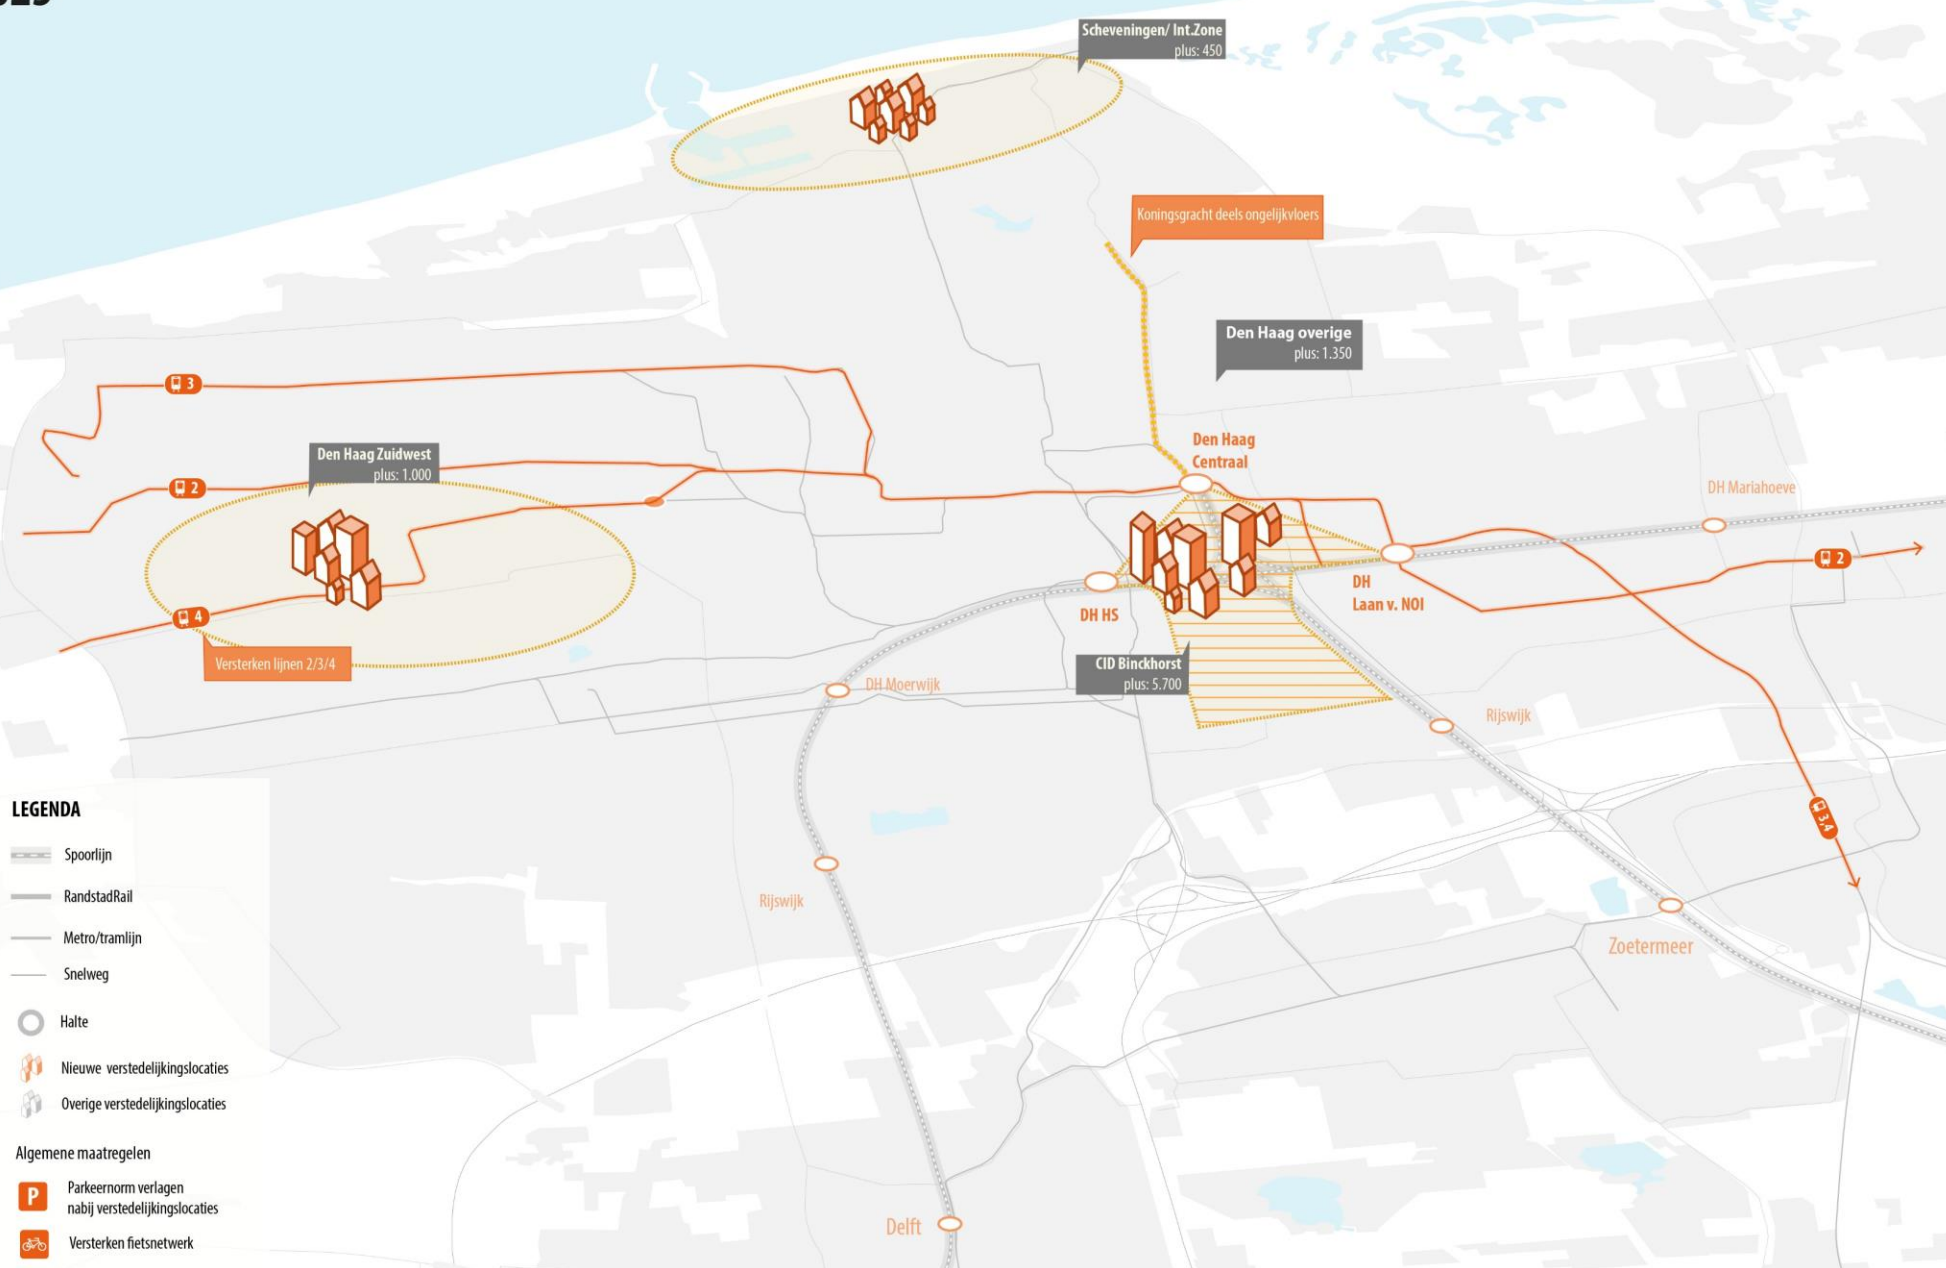 Scheveningen/ Int.Zone
plus: 450
Koningsgracht deels ongelijkvloers
Den Haag overige
plus: 1.350
3
Den Haag Zuidwest
plus: 1.000
2
Den Haag
Centraal
DH Mariahoeve
2
DH
Laan v. NOI
DH HS
4
Versterken lijnen 2/3/4
CID Binckhorst
plus: 5.700
DH Moerwijk
Rijswijk
3,4
Rijswijk
Zoetermeer
Delft
LEGENDA
Spoorlijn
RandstadRail
Metro/tramlijn
Snelweg
Halte
Nieuwe verstedelijkingslocaties
Overige verstedelijkingslocaties
Algemene maatregelen
P
Parkeernorm verlagen
nabij verstedelijkingslocaties
Versterken fietsnetwerk